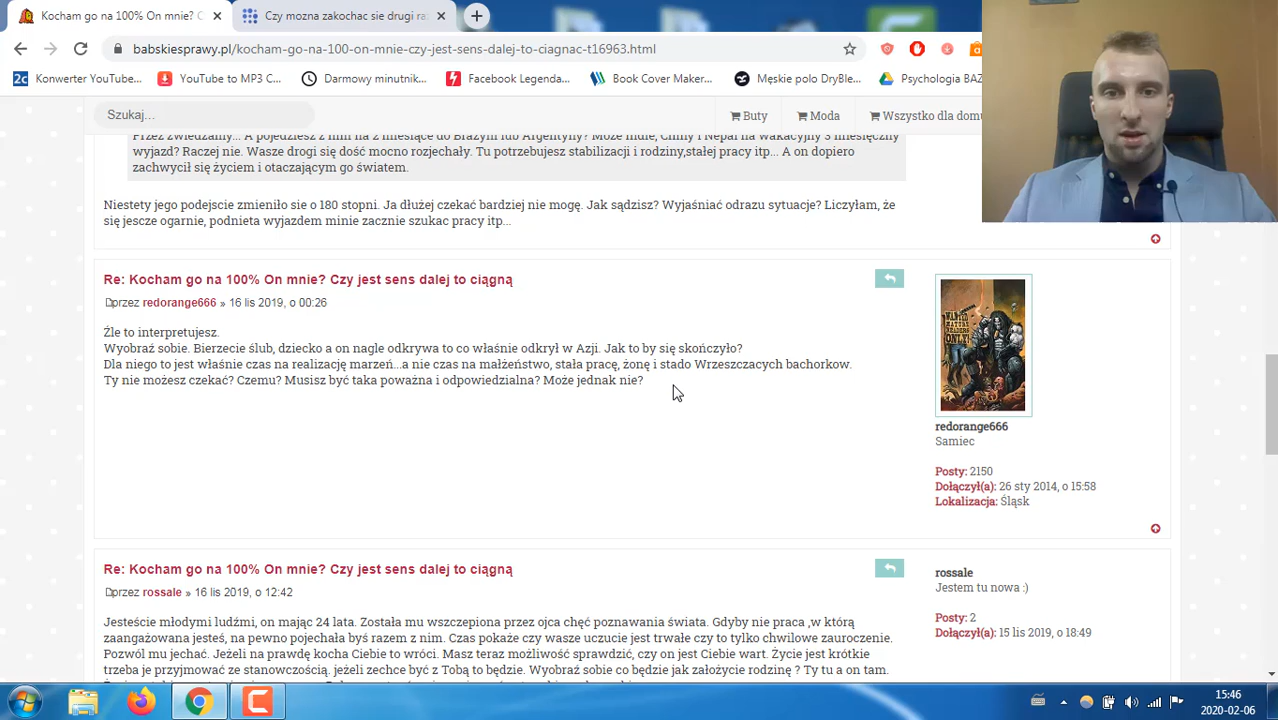 Kocham go na 100% On mnie? C
Czy mozna zakochac sie drugi ra
babskiesprawy.pl/kocham-go-na-100-on-mnie-czy-jest-sens-dalej-to-ciagnac-t16963.html
Konwerter YouTube...
YouTube to MP3 C...
Darmowy minutnik...
Facebook Legenda...
Book Cover Maker...
Męskie polo DryBle...
Psychologia BAZ
Szukaj...
Buty
Moda
Wszystko dla domu
Przez zwiedzamy... A pojedziesz z nim na 2 miesiące do Brazylii lub Argentyny? Może Indie, Chiny i Nepal na wakacyjny 3 miesięczny
wyjazd? Raczej nie. Wasze drogi się dość mocno rozjechały. Tu potrzebujesz stabilizacji i rodziny,stałej pracy itp... A on dopiero
zachwycił się życiem i otaczającym go światem.
Niestety jego podejscie zmieniło sie o 180 stopni. Ja dłużej czekać bardziej nie mogę. Jak sądzisz? Wyjaśniać odrazu sytuacje? Liczyłam, że
się jescze ogarnie, podnieta wyjazdem minie zacznie szukac pracy itp...
Re: Kocham go na 100% On mnie? Czy jest sens dalej to ciągną
przez redorange666 » 16 lis 2019, o 00:26
Źle to interpretujesz.
Wyobraź sobie. Bierzecie ślub, dziecko a on nagle odkrywa to co właśnie odkrył w Azji. Jak to by się skończyło?
Dla niego to jest właśnie czas na realizację marzeń...a nie czas na małżeństwo, stała pracę, żonę i stado Wrzeszczacych bachorkow.
Ty nie możesz czekać? Czemu? Musisz być taka poważna i odpowiedzialna? Może jednak nie?
redorange666
Samiec
Posty: 2150
Dołączył(a): 26 sty 2014, o 15:58
Lokalizacja: Śląsk
Re: Kocham go na 100% On mnie? Czy jest sens dalej to ciągną
przez rossale » 16 lis 2019, o 12:42
rossale
Jestem tu nowa :)
Posty: 2
Dołączył(a): 15 lis 2019, o 18:49
Jesteście młodymi ludźmi, on mając 24 lata. Została mu wszczepiona przez ojca chęć poznawania świata. Gdyby nie praca ,w którą
zaangażowana jesteś, na pewno pojechała byś razem z nim. Czas pokaże czy wasze uczucie jest trwałe czy to tylko chwilowe zauroczenie.
Pozwól mu jechać. Jeżeli na prawdę kocha Ciebie to wróci. Masz teraz możliwość sprawdzić, czy on jest Ciebie wart. Życie jest krótkie
trzeba je przyjmować ze stanowczością. jeżeli zechce być z Tobą to będzie. Wyobraź sobie co będzie jak założycie rodzinę ? Ty tu a on tam.
15:46
2020-02-06